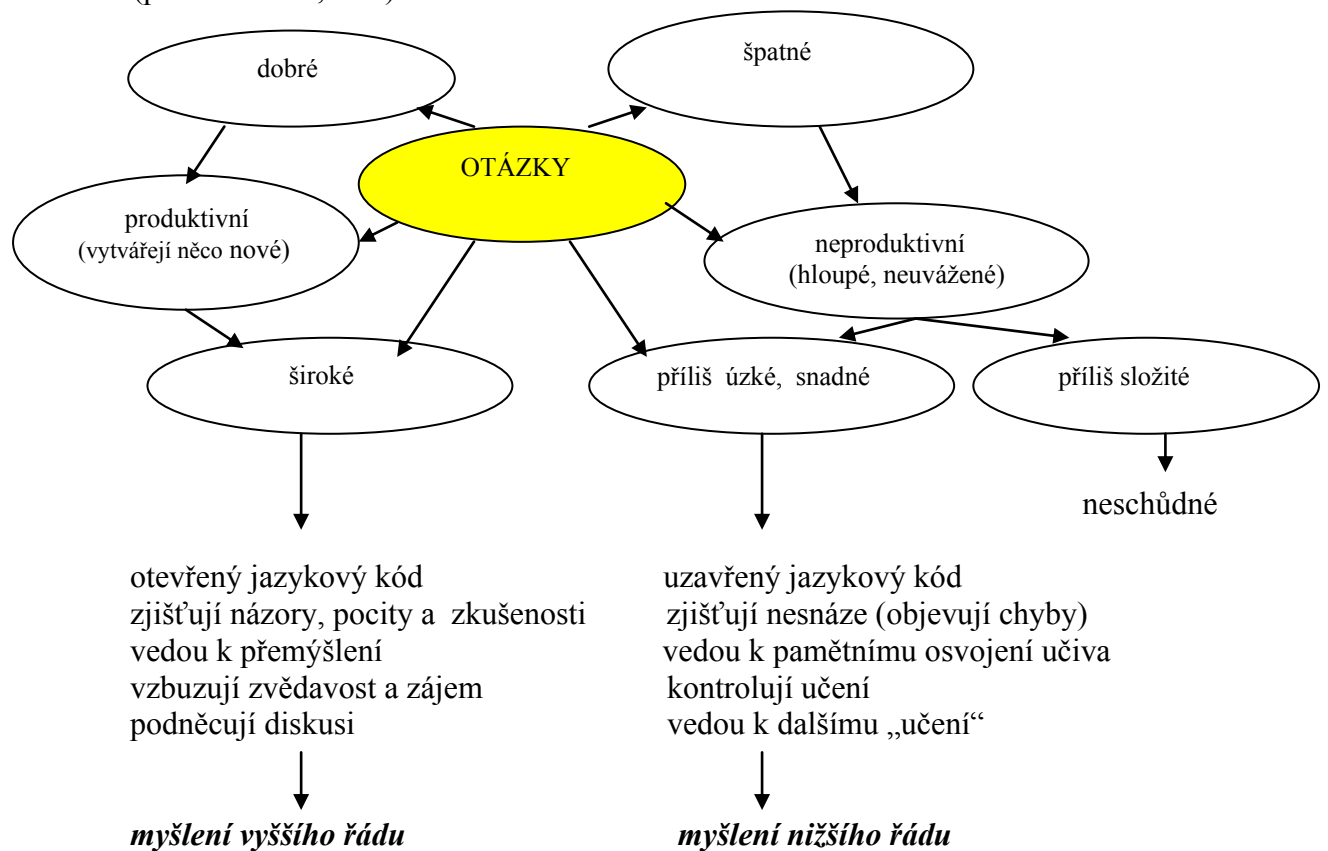 dobré
špatné
OTÁZKY
produktivní
(vytvářejí něco nové)
neproduktivní
(hloupé, neuvážené)
široké
příliš úzké, snadné
příliš složité
neschůdné
otevřený jazykový kód
zjišťují názory, pocity a zkušenosti
vedou k přemýšlení
vzbuzují zvědavost a zájem
podněcují diskusi
uzavřený jazykový kód
zjišťují nesnáze (objevují chyby)
vedou k pamětnímu osvojení učiva
kontrolují učení
vedou k dalšímu „učení“
myšlení vyššího řádu
myšlení nižšího řádu